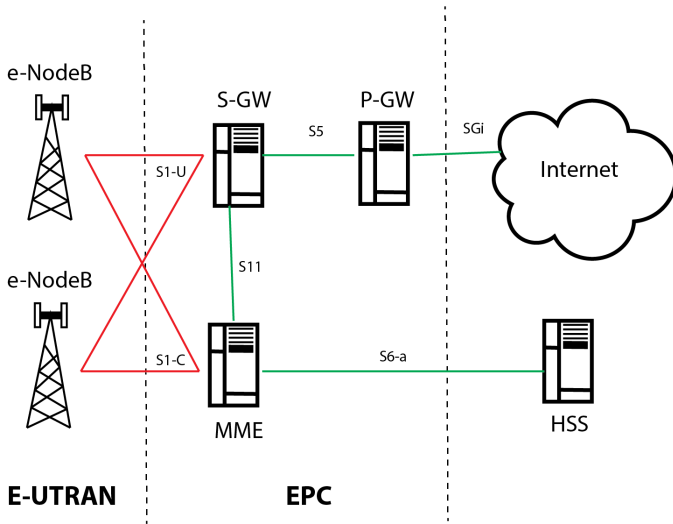 e-NodeB
S-GW
P-GW
S5
SGi
S1-U
Internet
S11
e-NodeB
S1-C
S6-a
MME
HSS
E-UTRAN
EPC